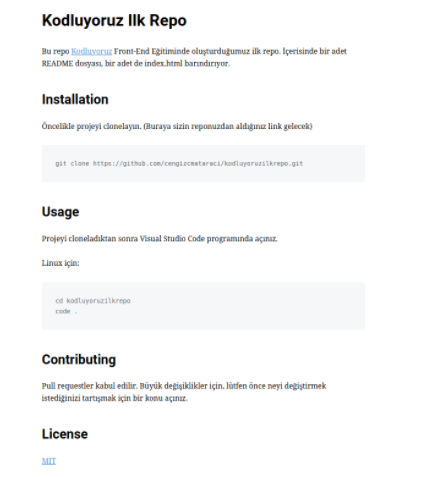 Kodluyoruz Ilk Repo
Bu repo Kodluyoruz Front-End Eğitiminde oluşturduğumuz ilk repo. İçerisinde bir adet
README dosyası, bir adet de index.html barındırıyor.
Installation
Öncelikle projeyi clonelayın. (Buraya sizin reponuzdan aldığınız link gelecek)
git clone https://github.com/cengizcmataraci/kodluyoruzilkrepo.git
Usage
Projeyi cloneladıktan sonra Visual Studio Code programında açınız.
Linux için:
cd kodluyoruzilkrepo
code .
Contributing
Pull requestler kabul edilir. Büyük değişiklikler için, lütfen önce neyi değiştirmek
istediğinizi tartışmak için bir konu açınız.
License
MIT